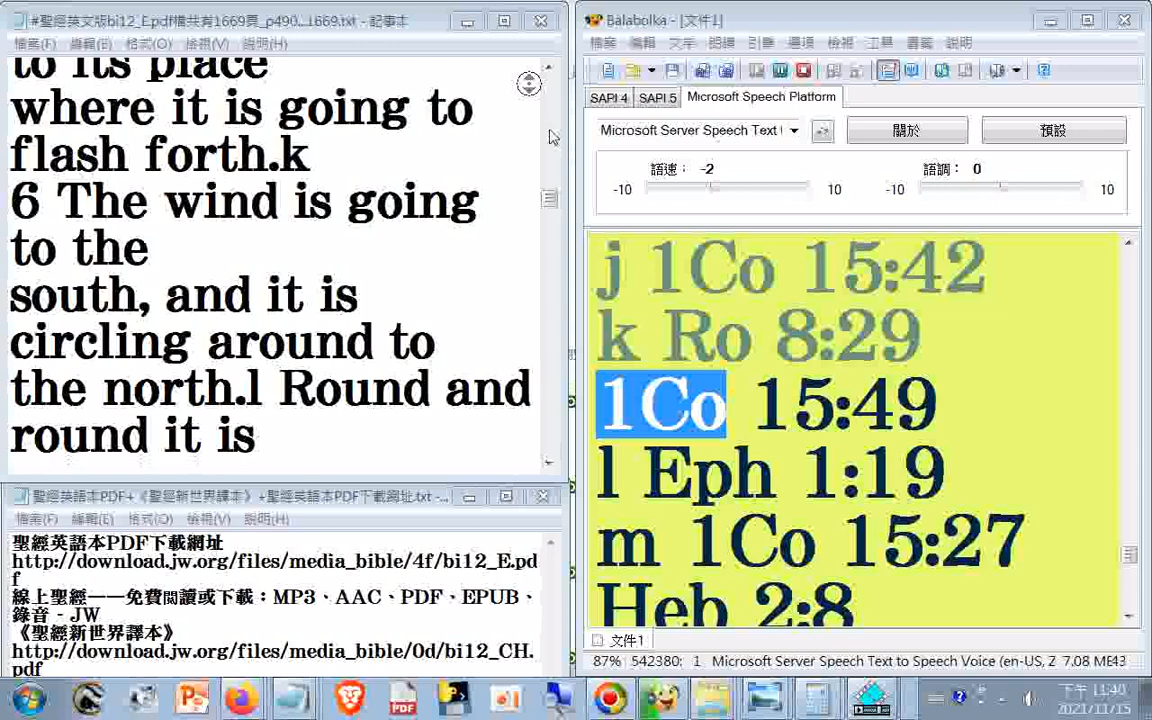 #聖經英文版bi12_E.pdf檔共有1669頁_p490...1669.txt - 記事本
檔案(F) 編輯(E) 格式(O) 檢視(V) 說明(H)
to its place
where it is going to
flash forth.k
6 The wind is going
to the
south, and it is
circling around to
the north.l Round and
round it is
聖經英語本PDF+《聖經新世界譯本》+聖經英語本PDF下載網址.txt - ...
檔案(F) 編輯(E) 格式(O) 檢視(V) 說明(H)
聖經英語本PDF下載網址
http://download.jw.org/files/media_bible/4f/bi12_E.pd
f
線上聖經——免費閱讀或下載：MP3、AAC、PDF、EPUB、
錄音 - JW
《聖經新世界譯本》
http://download.jw.org/files/media_bible/0d/bi12_CH.
pdf
Balabolka - [文件1]
檔案 編輯 文字 朗讀 引擎 選項 檢視 工具 書籤 說明
SAPI 4 SAPI 5 Microsoft Speech Platform
Microsoft Server Speech Text 關於 預設
語速： -2 語調： 0
-10 10 -10 10
j 1Co 15:42
k Ro 8:29
1Co 15:49
l Eph 1:19
m 1Co 15:27
Heb 2:8
文件1
87% 542380: 1 Microsoft Server Speech Text to Speech Voice (en-US, Z 7.08 ME43
PDF
下午 11:40
2021/11/15